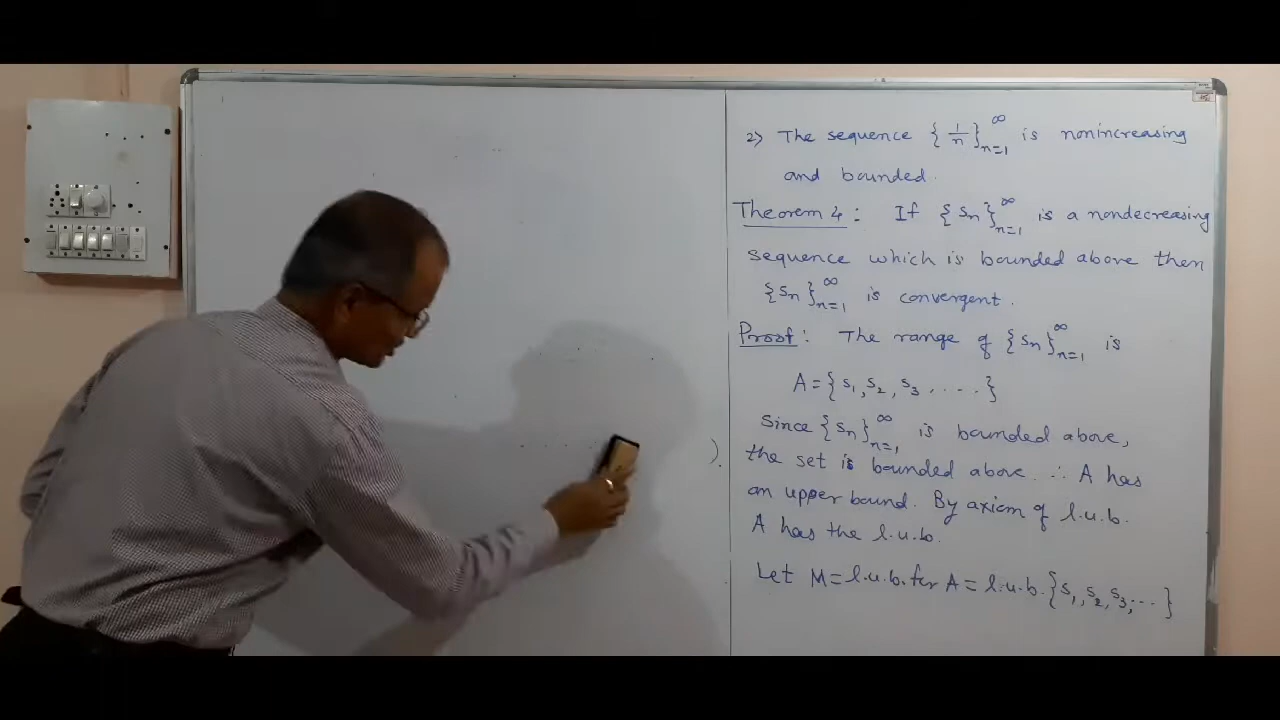 2) The sequence {1/n}_{n=1}^∞ is nonincreasing
and bounded.
Theorem 4: If {Sn}_{n=1}^∞ is a nondecreasing
sequence which is bounded above then
{Sn}_{n=1}^∞ is convergent.
Proof: The range of {Sn}_{n=1}^∞ is
A = {S1, S2, S3, ....}
Since {Sn}_{n=1}^∞ is bounded above,
).
the set is bounded above. ∴ A has
an upper bound. By axiom of l.u.b.
A has the l.u.b.
Let M = l.u.b. for A = l.u.b. {S1, S2, S3, ...}